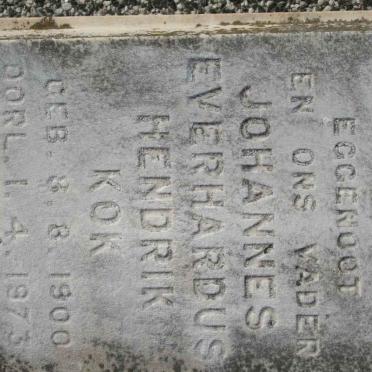 EGGENOOT
EN ONS VADER
JOHANNES
EVERHARDUS
HENDRIK
KOK
GEB. 8. 8. 1900
OORL. 1. 4. 1973